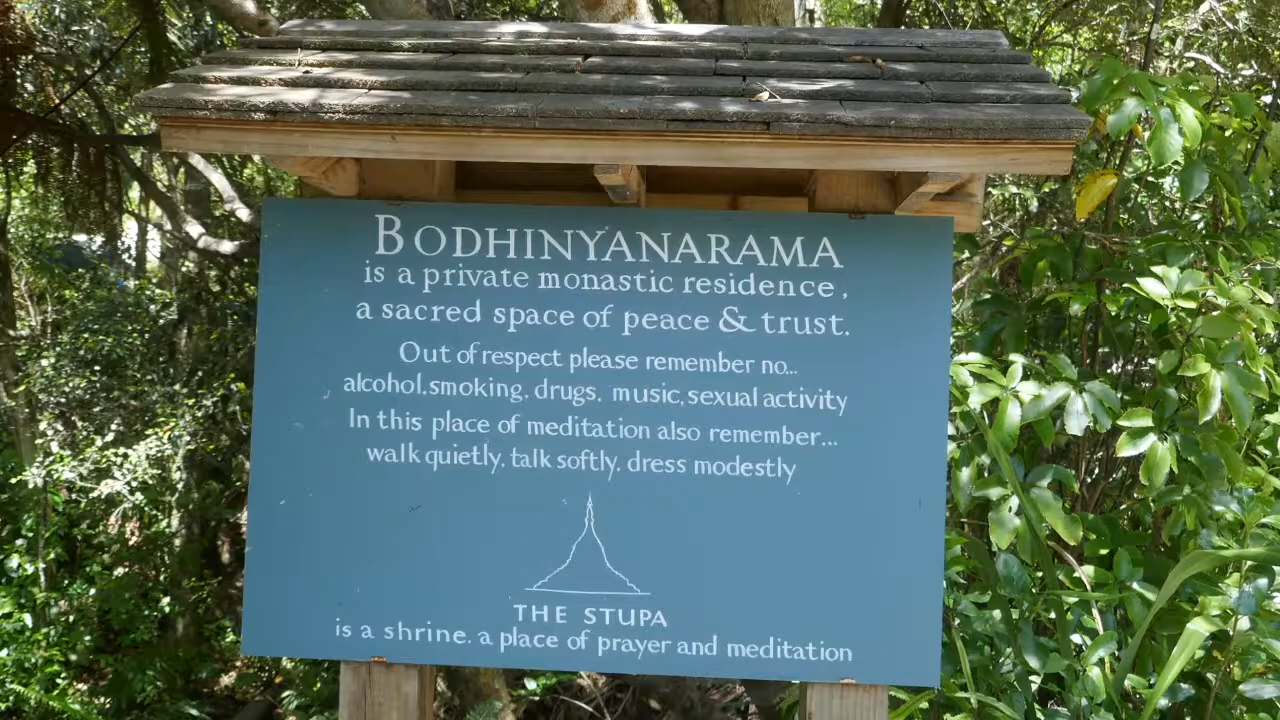 BODHINYANARAMA
is a private monastic residence,
a sacred space of peace & trust.
Out of respect please remember no...
alcohol, smoking, drugs, music, sexual activity
In this place of meditation also remember...
walk quietly, talk softly, dress modestly
THE STUPA
is a shrine. a place of prayer and meditation